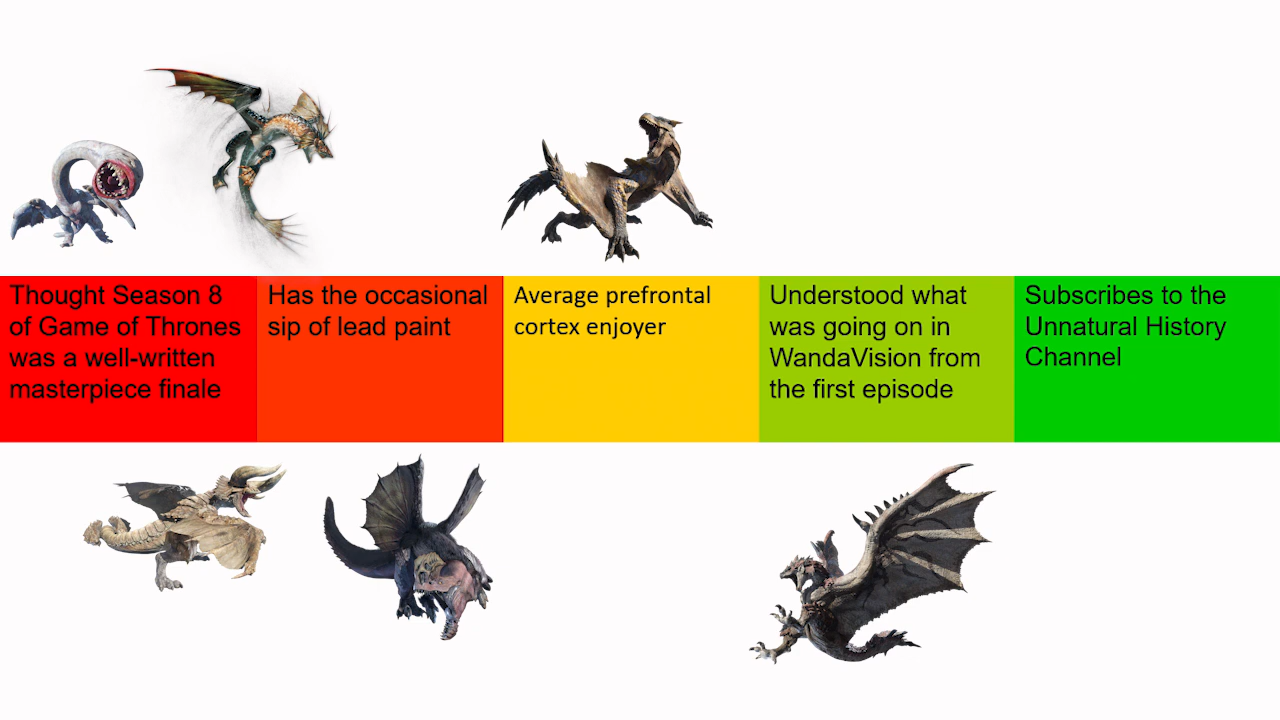 Thought Season 8
of Game of Thrones
was a well-written
masterpiece finale
Has the occasional
sip of lead paint
Average prefrontal
cortex enjoyer
Understood what
was going on in
WandaVision from
the first episode
Subscribes to the
Unnatural History
Channel